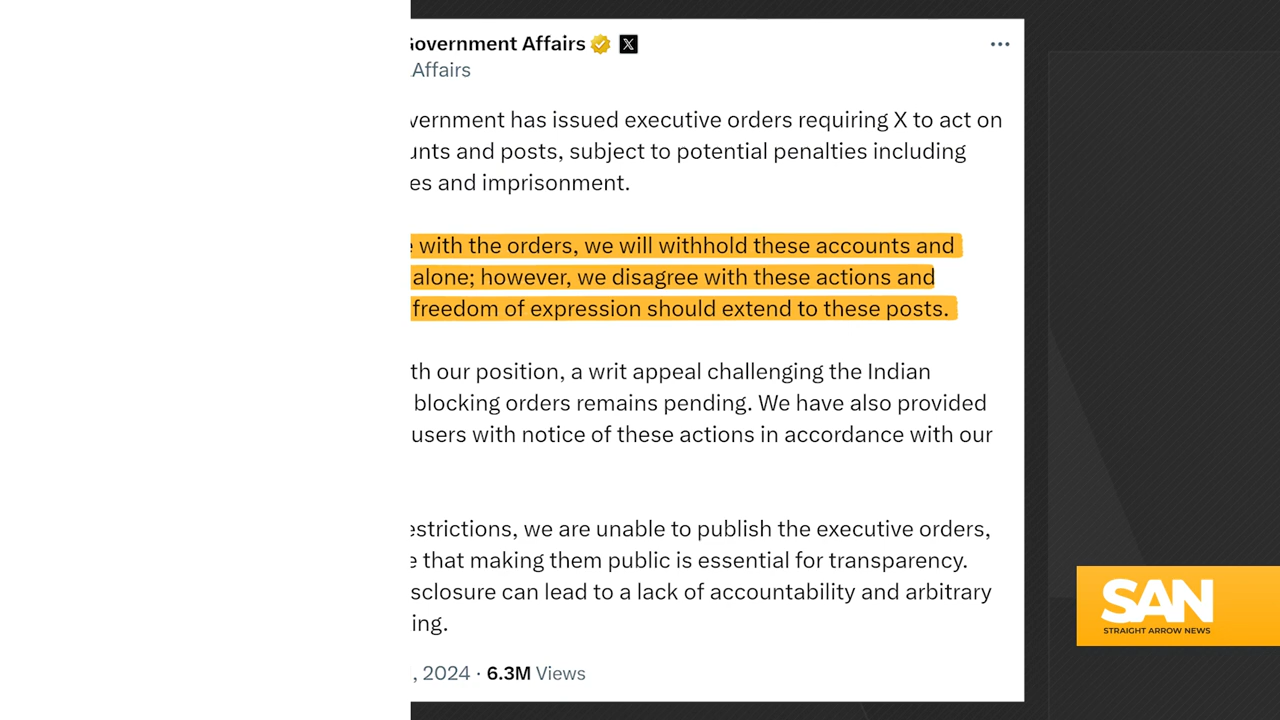 Government Affairs
Affairs
vernment has issued executive orders requiring X to act on
unts and posts, subject to potential penalties including
es and imprisonment.
e with the orders, we will withhold these accounts and
alone; however, we disagree with these actions and
freedom of expression should extend to these posts.
th our position, a writ appeal challenging the Indian
blocking orders remains pending. We have also provided
users with notice of these actions in accordance with our
estrictions, we are unable to publish the executive orders,
e that making them public is essential for transparency.
sclosure can lead to a lack of accountability and arbitrary
ing.
, 2024 · 6.3M Views
SAN
STRAIGHT ARROW NEWS